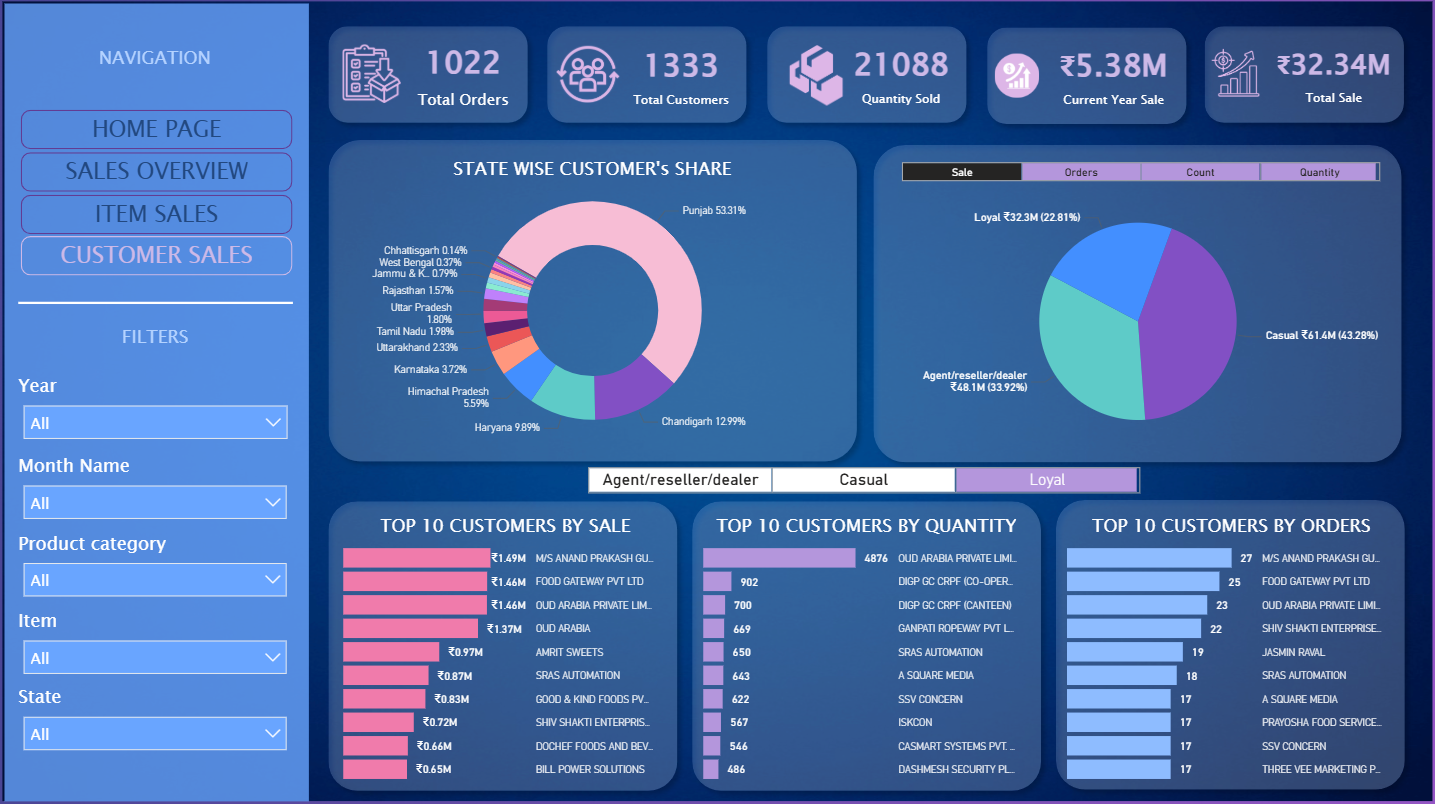 NAVIGATION
HOME PAGE
SALES OVERVIEW
ITEM SALES
CUSTOMER SALES
FILTERS
Year
All
Month Name
All
Product category
All
Item
All
State
All
1022
Total Orders
1333
Total Customers
21088
Quantity Sold
₹5.38M
Current Year Sale
₹32.34M
Total Sale
STATE WISE CUSTOMER's SHARE
Punjab 53.31%
Chhattisgarh 0.14%
West Bengal 0.37%
Jammu & K.. 0.79%
Rajasthan 1.57%
Uttar Pradesh
1.80%
Tamil Nadu 1.98%
Uttarakhand 2.33%
Karnataka 3.72%
Himachal Pradesh
5.59%
Haryana 9.89%
Chandigarh 12.99%
Sale Orders Count Quantity
Loyal ₹32.3M (22.81%)
Casual ₹61.4M (43.28%)
Agent/reseller/dealer
₹48.1M (33.92%)
Agent/reseller/dealer Casual Loyal
TOP 10 CUSTOMERS BY SALE
₹1.49M M/S ANAND PRAKASH GU...
₹1.46M FOOD GATEWAY PVT LTD
₹1.46M OUD ARABIA PRIVATE LIM...
₹1.37M OUD ARABIA
₹0.97M AMRIT SWEETS
₹0.87M SRAS AUTOMATION
₹0.83M GOOD & KIND FOODS PV...
₹0.72M SHIV SHAKTI ENTERPRIS...
₹0.66M DOCHEF FOODS AND BEV...
₹0.65M BILL POWER SOLUTIONS
TOP 10 CUSTOMERS BY QUANTITY
4876 OUD ARABIA PRIVATE LIMI...
902 DIGP GC CRPF (CO-OPER...
700 DIGP GC CRPF (CANTEEN)
669 GANPATI ROPEWAY PVT L...
650 SRAS AUTOMATION
643 A SQUARE MEDIA
622 SSV CONCERN
567 ISKCON
546 CASMART SYSTEMS PVT. ...
486 DASHMESH SECURITY PL...
TOP 10 CUSTOMERS BY ORDERS
27 M/S ANAND PRAKASH GU...
25 FOOD GATEWAY PVT LTD
23 OUD ARABIA PRIVATE LIMI...
22 SHIV SHAKTI ENTERPRISE...
19 JASMIN RAVAL
18 SRAS AUTOMATION
17 A SQUARE MEDIA
17 PRAYOSHA FOOD SERVICE...
17 SSV CONCERN
17 THREE VEE MARKETING P...